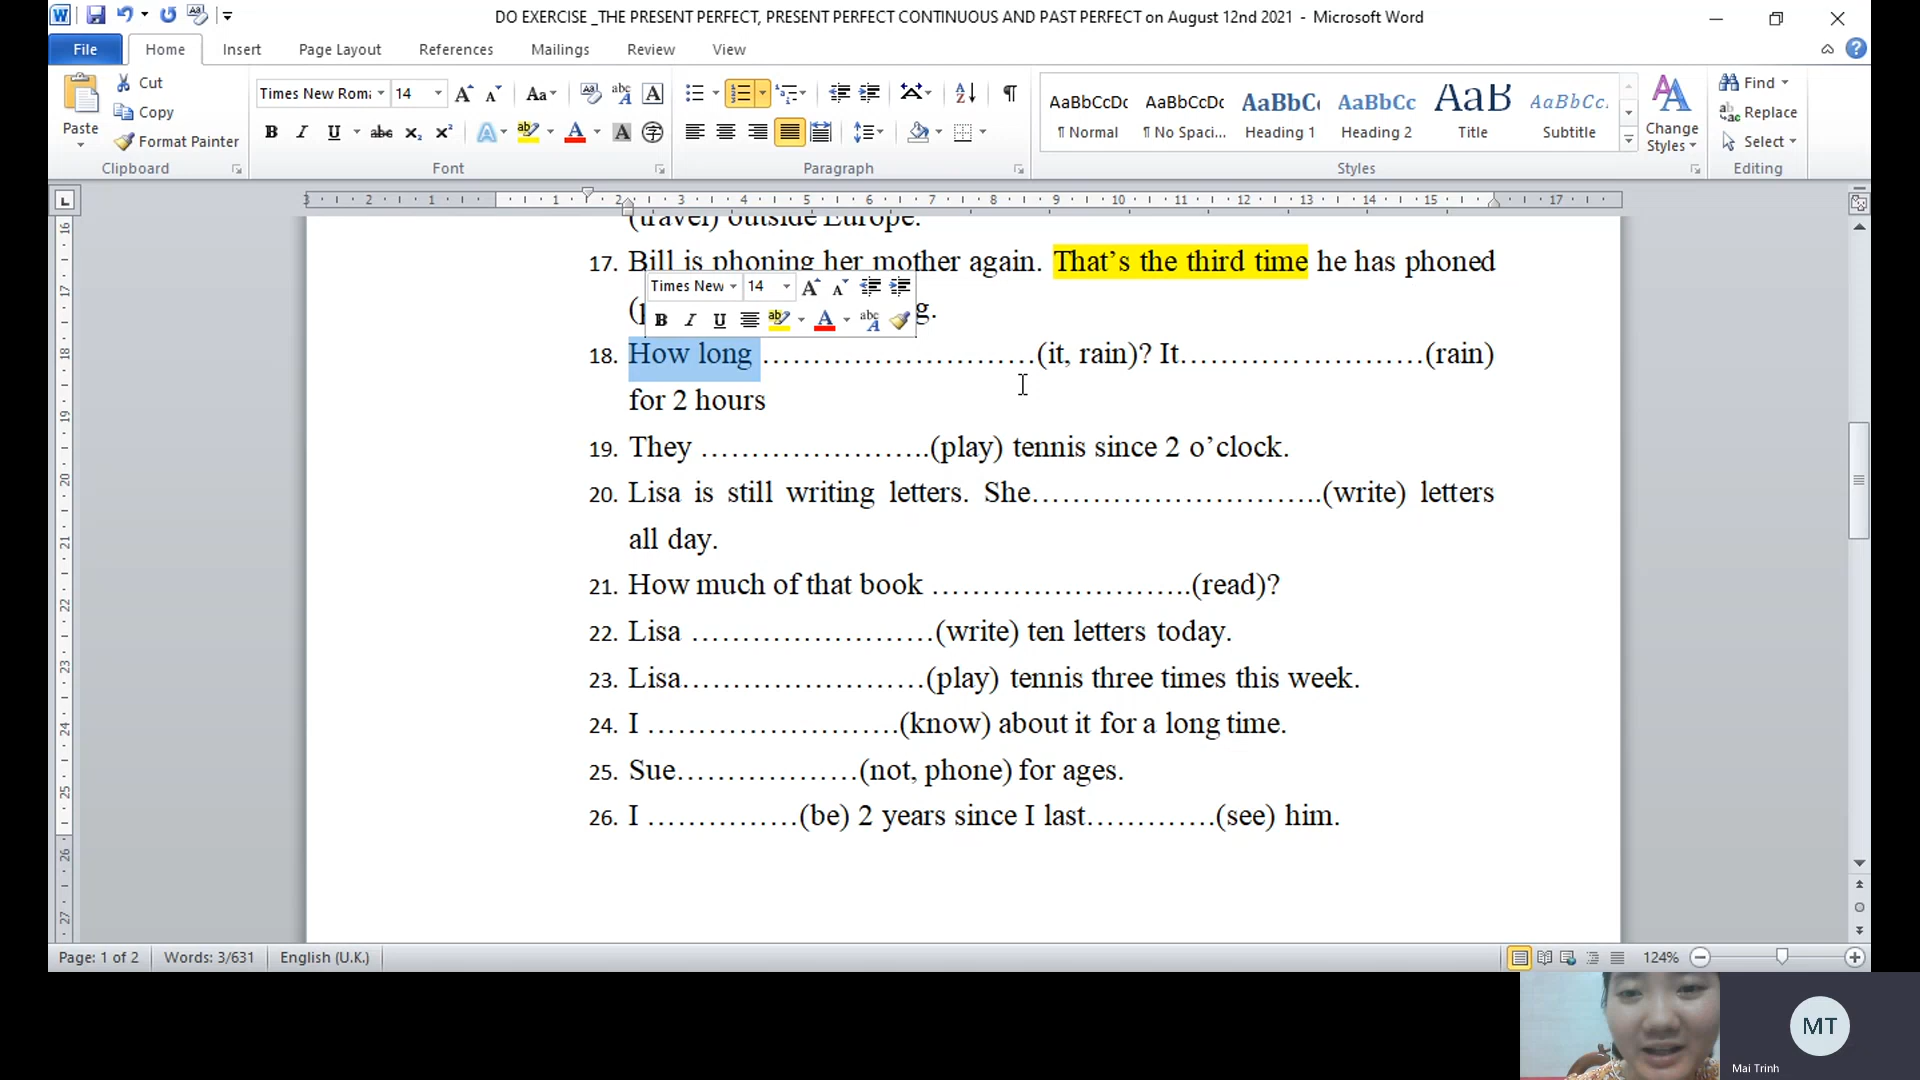 DO EXERCISE _THE PRESENT PERFECT, PRESENT PERFECT CONTINUOUS AND PAST PERFECT on August 12nd 2021 - Microsoft Word
File Home Insert Page Layout References Mailings Review View
Paste
Cut
Copy
Format Painter
Clipboard
Times New Roma 14
Font
Paragraph
AaBbCcDc AaBbCcDc AaBbC AaBbCc AaB AaBbCc.
¶ Normal ¶ No Spaci... Heading 1 Heading 2 Title Subtitle
Change Styles
Styles
Find
Replace
Select
Editing
(travel) outside Europe.
17. Bill is phoning her mother again. That's the third time he has phoned
g.
Times New 14
18. How long ………………………(it, rain)? It……………………(rain)
for 2 hours
19. They …………………..(play) tennis since 2 o'clock.
20. Lisa is still writing letters. She………………………..(write) letters
all day.
21. How much of that book ……………………..(read)?
22. Lisa ……………………(write) ten letters today.
23. Lisa……………………(play) tennis three times this week.
24. I ……………………(know) about it for a long time.
25. Sue………………(not, phone) for ages.
26. I ……………(be) 2 years since I last………….(see) him.
Page: 1 of 2 Words: 3/631 English (U.K.) 124%
MT
Mai Trinh